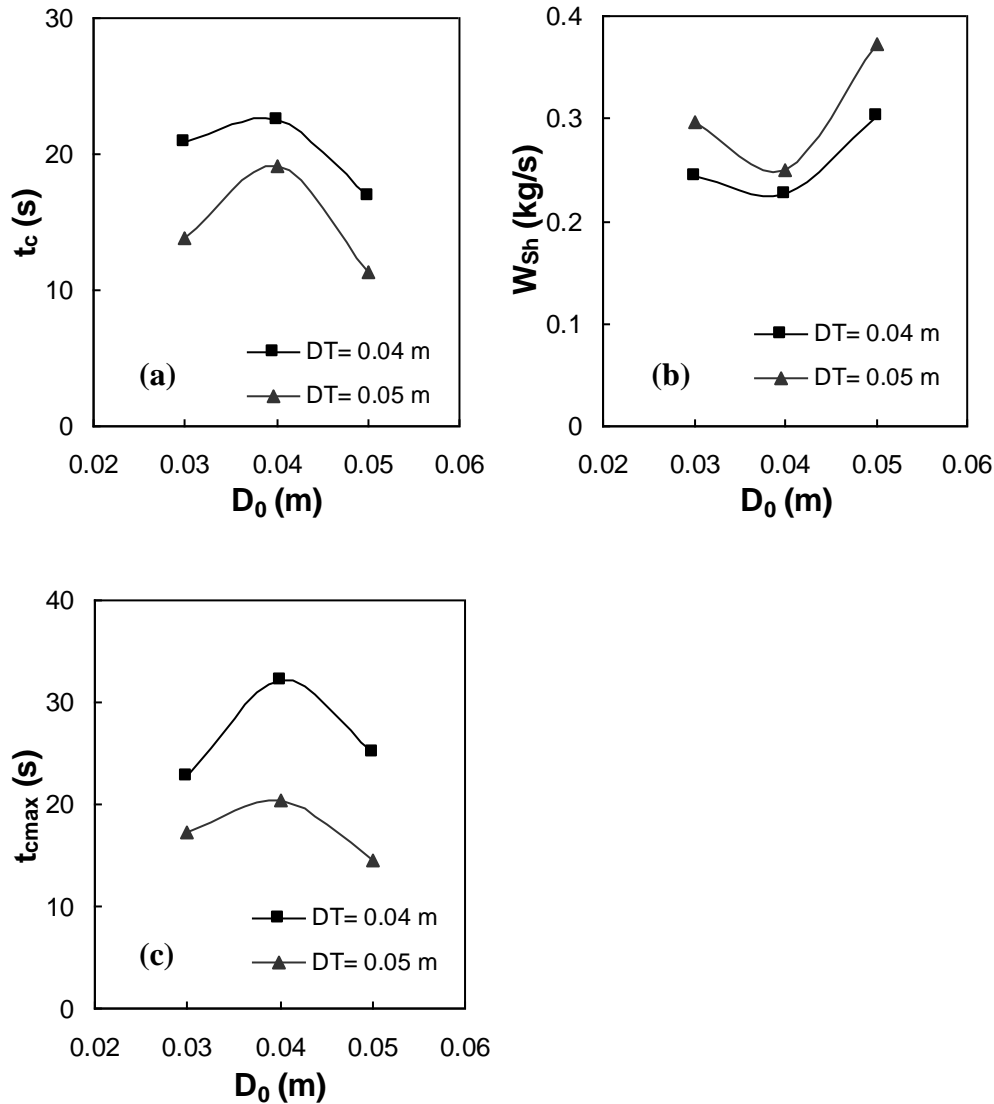 30
20
10
0
t_c (s)
0.02 0.03 0.04 0.05 0.06
D_0 (m)
(a)
DT= 0.04 m
DT= 0.05 m
0.4
0.3
0.2
0.1
0
W_Sh (kg/s)
0.02 0.03 0.04 0.05 0.06
D_0 (m)
(b)
DT= 0.04 m
DT= 0.05 m
40
30
20
10
0
t_cmax (s)
0.02 0.03 0.04 0.05 0.06
D_0 (m)
(c)
DT= 0.04 m
DT= 0.05 m